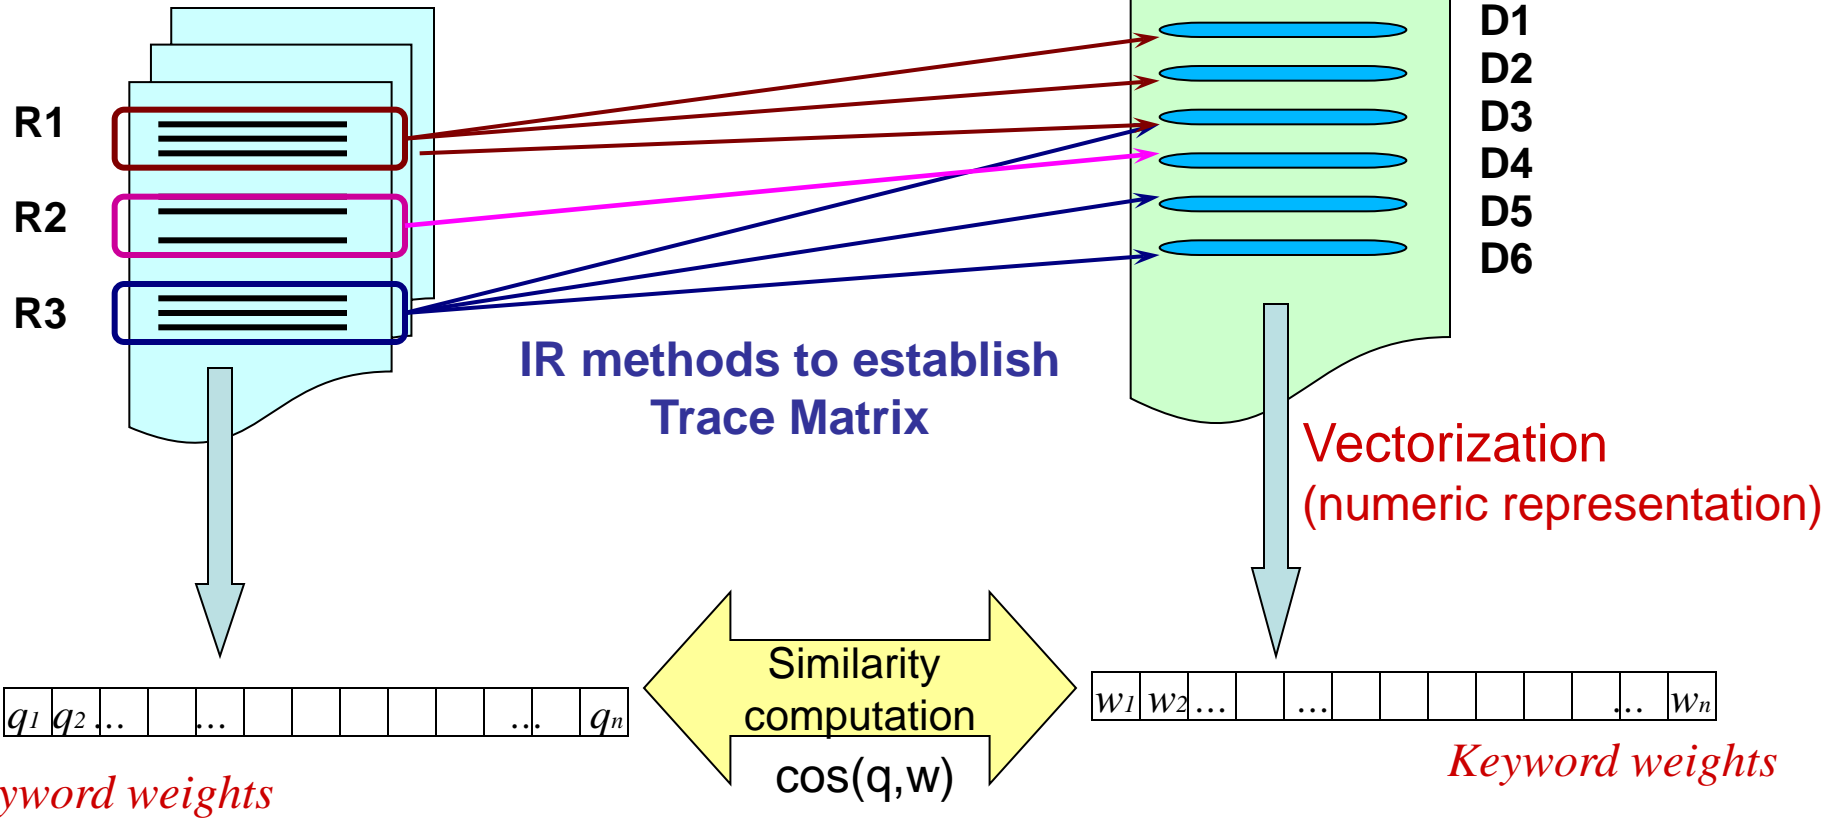 R1
R2
R3
D1
D2
D3
D4
D5
D6
IR methods to establish
Trace Matrix
Vectorization
(numeric representation)
Similarity
computation
cos(q,w)
q1 q2 ... ... ... qn
w1 w2 ... ... ... wn
yword weights
Keyword weights